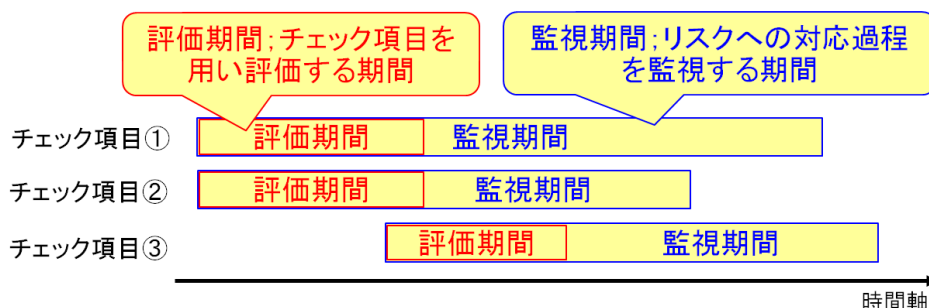 評価期間;チェック項目を
用い評価する期間
監視期間;リスクへの対応過程
を監視する期間
チェック項目① 評価期間 監視期間
チェック項目② 評価期間 監視期間
チェック項目③ 評価期間 監視期間
時間軸